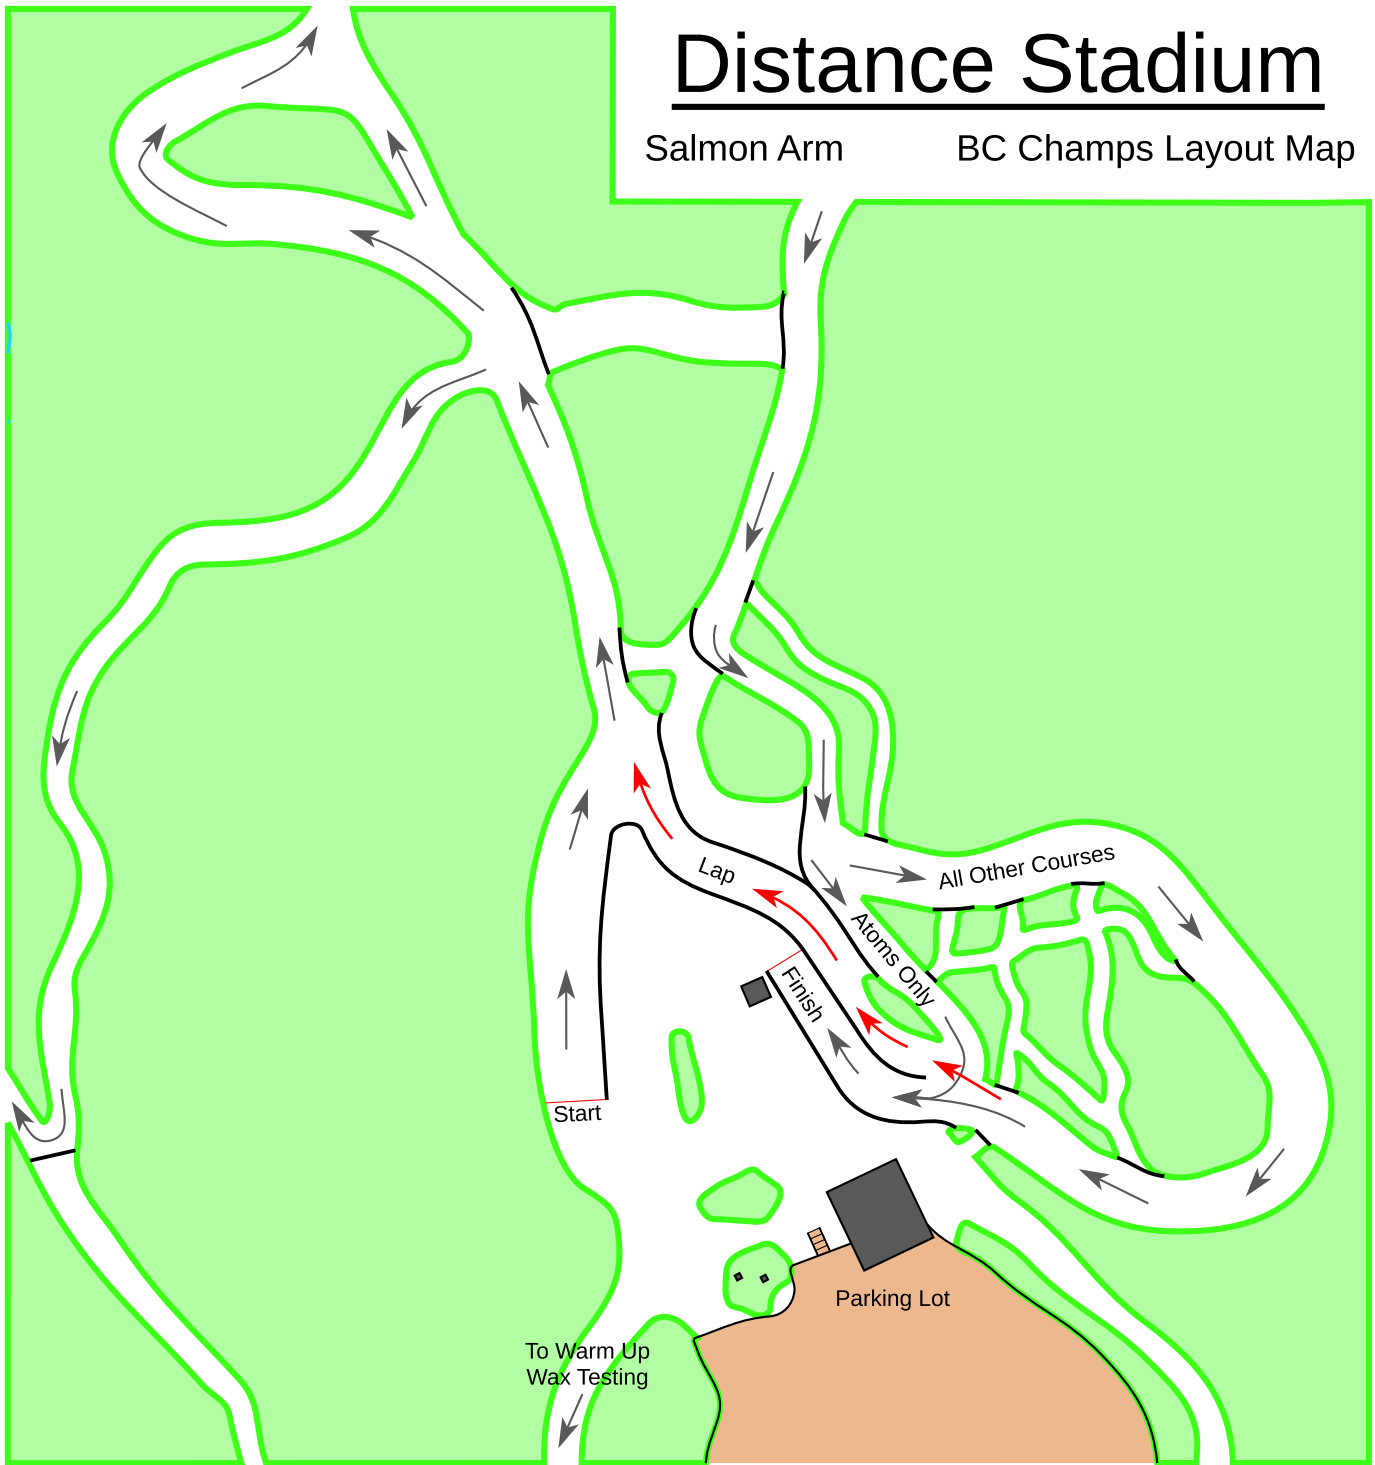 Distance Stadium
Salmon Arm
BC Champs Layout Map
All Other Courses
Lap
Atoms Only
Finish
Start
Parking Lot
To Warm Up
Wax Testing